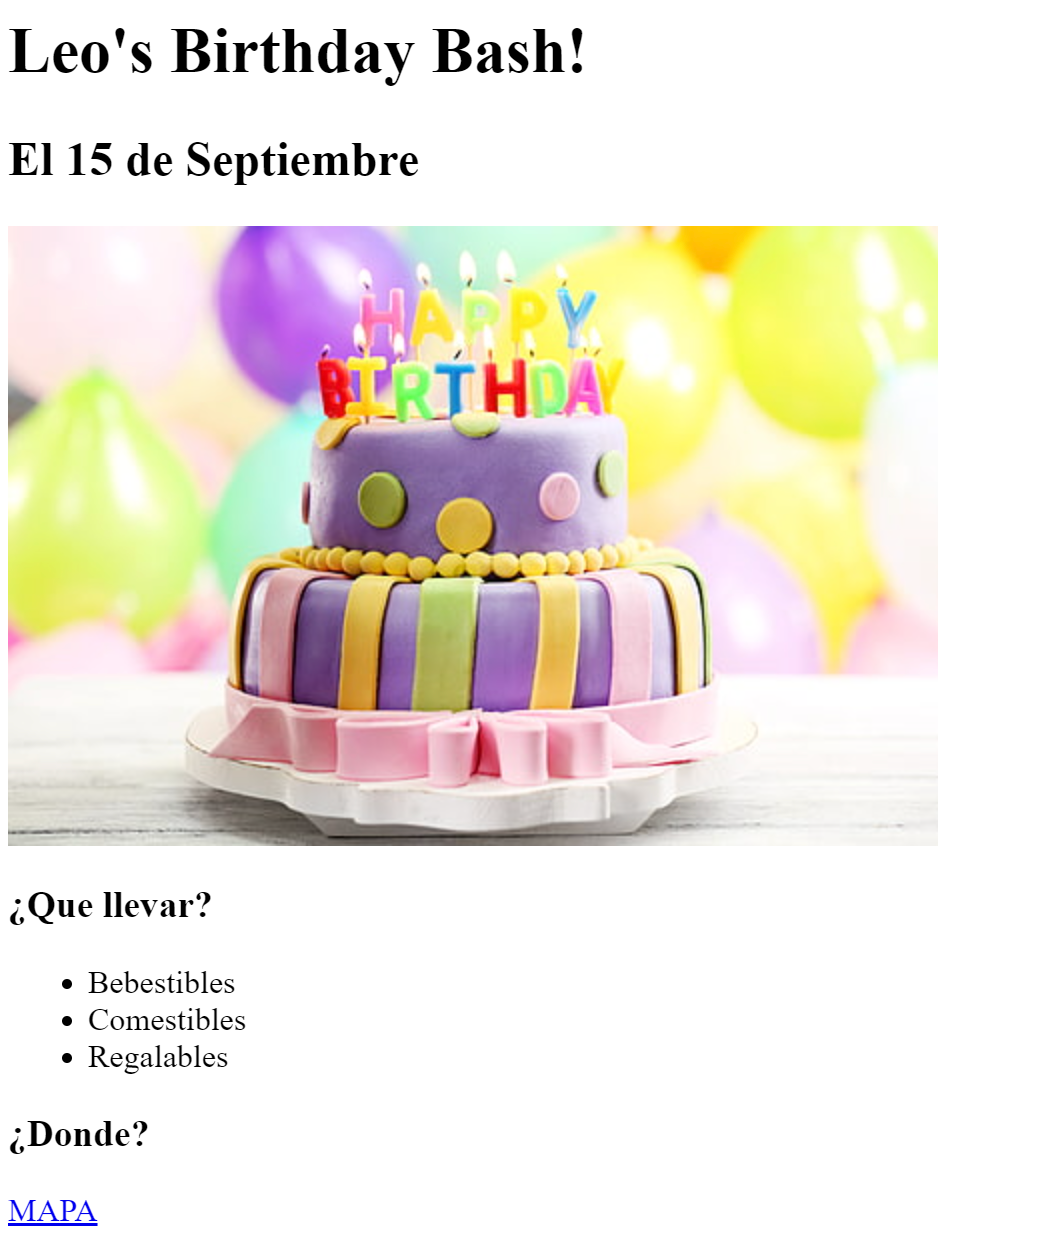 Leo's Birthday Bash!
El 15 de Septiembre
HAPPY
BIRTHDAY
¿Que llevar?
Bebestibles
Comestibles
Regalables
¿Donde?
MAPA